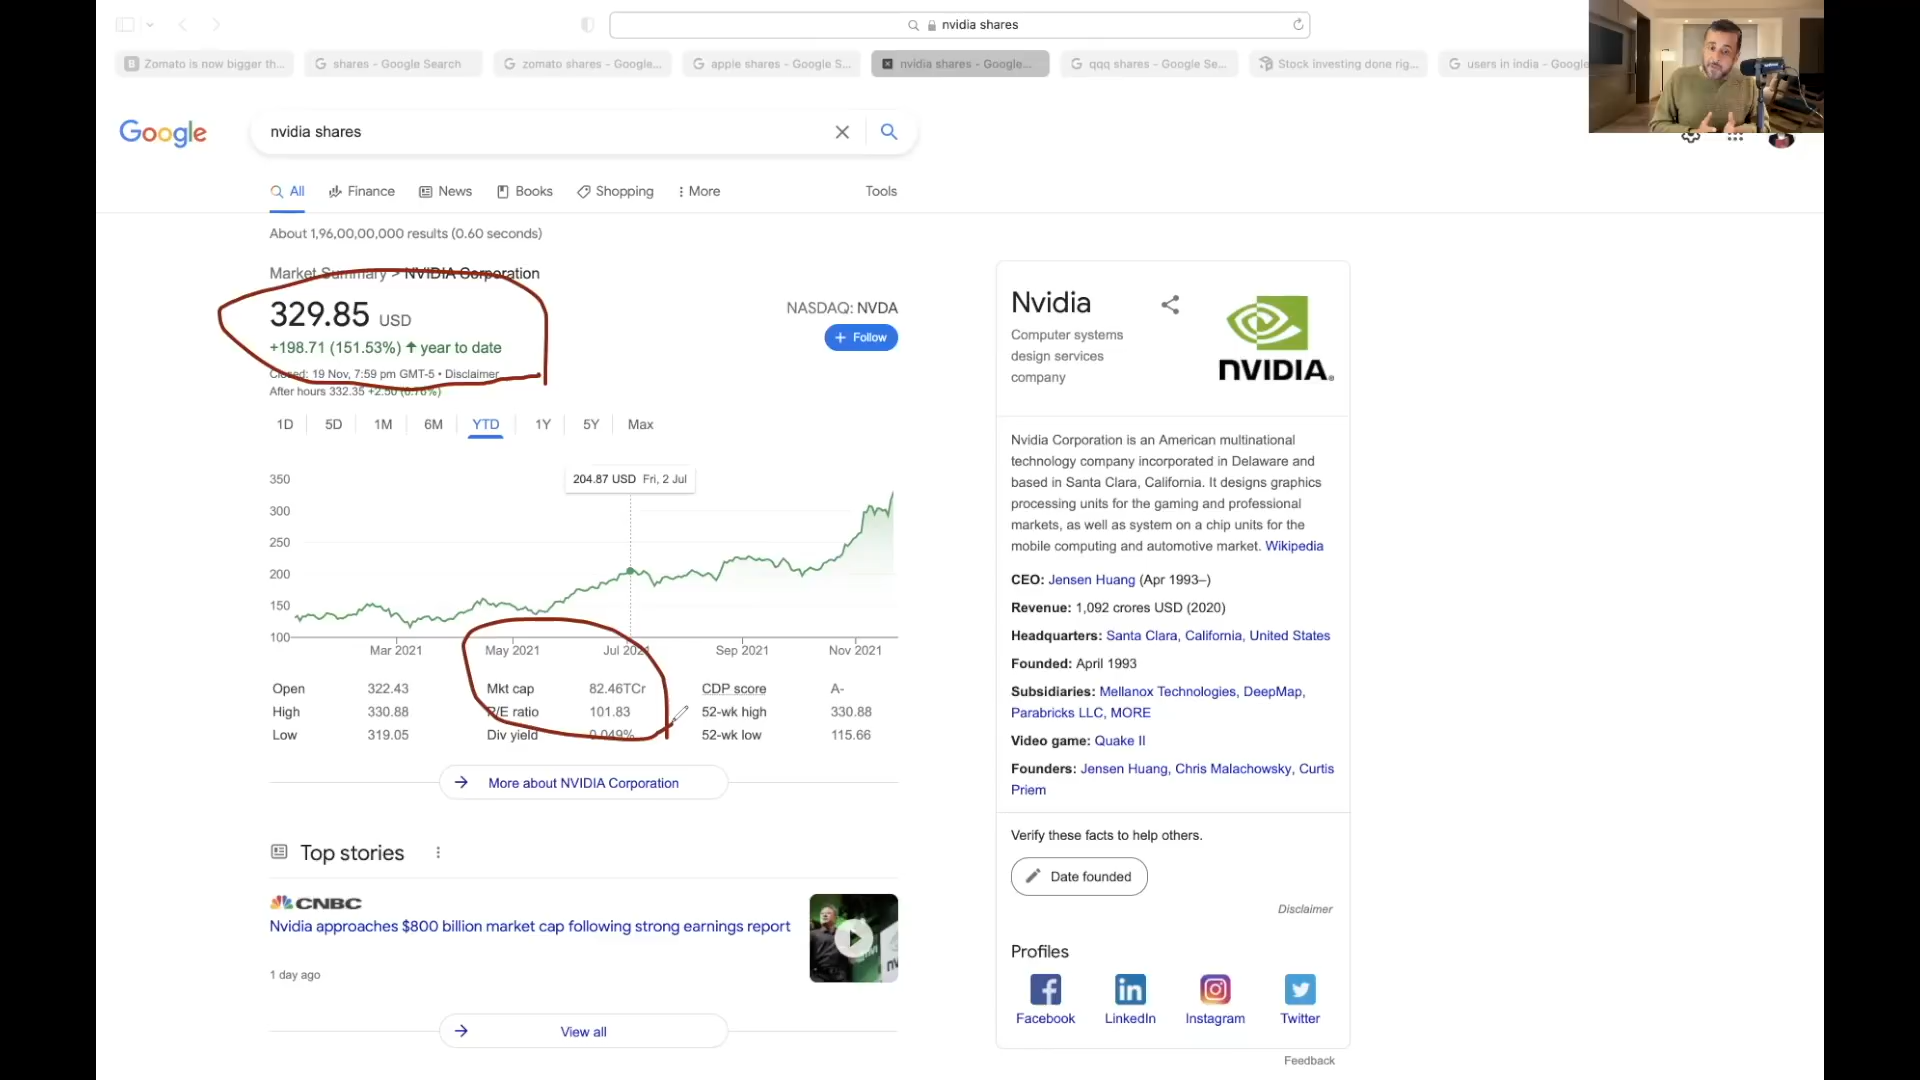 nvidia shares
Zomato is now bigger th...
shares - Google Search
zomato shares - Google...
apple shares - Google S...
nvidia shares - Google...
qqq shares - Google Se...
Stock investing done rig...
users in india - Google
Google
nvidia shares
All
Finance
News
Books
Shopping
More
Tools
About 1,96,00,00,000 results (0.60 seconds)
Market Summary > NVIDIA Corporation
329.85 USD
+198.71 (151.53%) year to date
Closed: 19 Nov, 7:59 pm GMT-5 • Disclaimer
After hours 332.35 +2.50 (0.76%)
NASDAQ: NVDA
+ Follow
1D 5D 1M 6M YTD 1Y 5Y Max
204.87 USD Fri, 2 Jul
350
300
250
200
150
100
Mar 2021 May 2021 Jul 2021 Sep 2021 Nov 2021
Open 322.43 Mkt cap 82.46TCr CDP score A-
High 330.88 P/E ratio 101.83 52-wk high 330.88
Low 319.05 Div yield 0.049% 52-wk low 115.66
More about NVIDIA Corporation
Top stories
CNBC
Nvidia approaches $800 billion market cap following strong earnings report
1 day ago
View all
Nvidia
Computer systems
design services
company
NVIDIA
Nvidia Corporation is an American multinational
technology company incorporated in Delaware and
based in Santa Clara, California. It designs graphics
processing units for the gaming and professional
markets, as well as system on a chip units for the
mobile computing and automotive market. Wikipedia
CEO: Jensen Huang (Apr 1993–)
Revenue: 1,092 crores USD (2020)
Headquarters: Santa Clara, California, United States
Founded: April 1993
Subsidiaries: Mellanox Technologies, DeepMap,
Parabricks LLC, MORE
Video game: Quake II
Founders: Jensen Huang, Chris Malachowsky, Curtis
Priem
Verify these facts to help others.
Date founded
Disclaimer
Profiles
Facebook
LinkedIn
Instagram
Twitter
Feedback